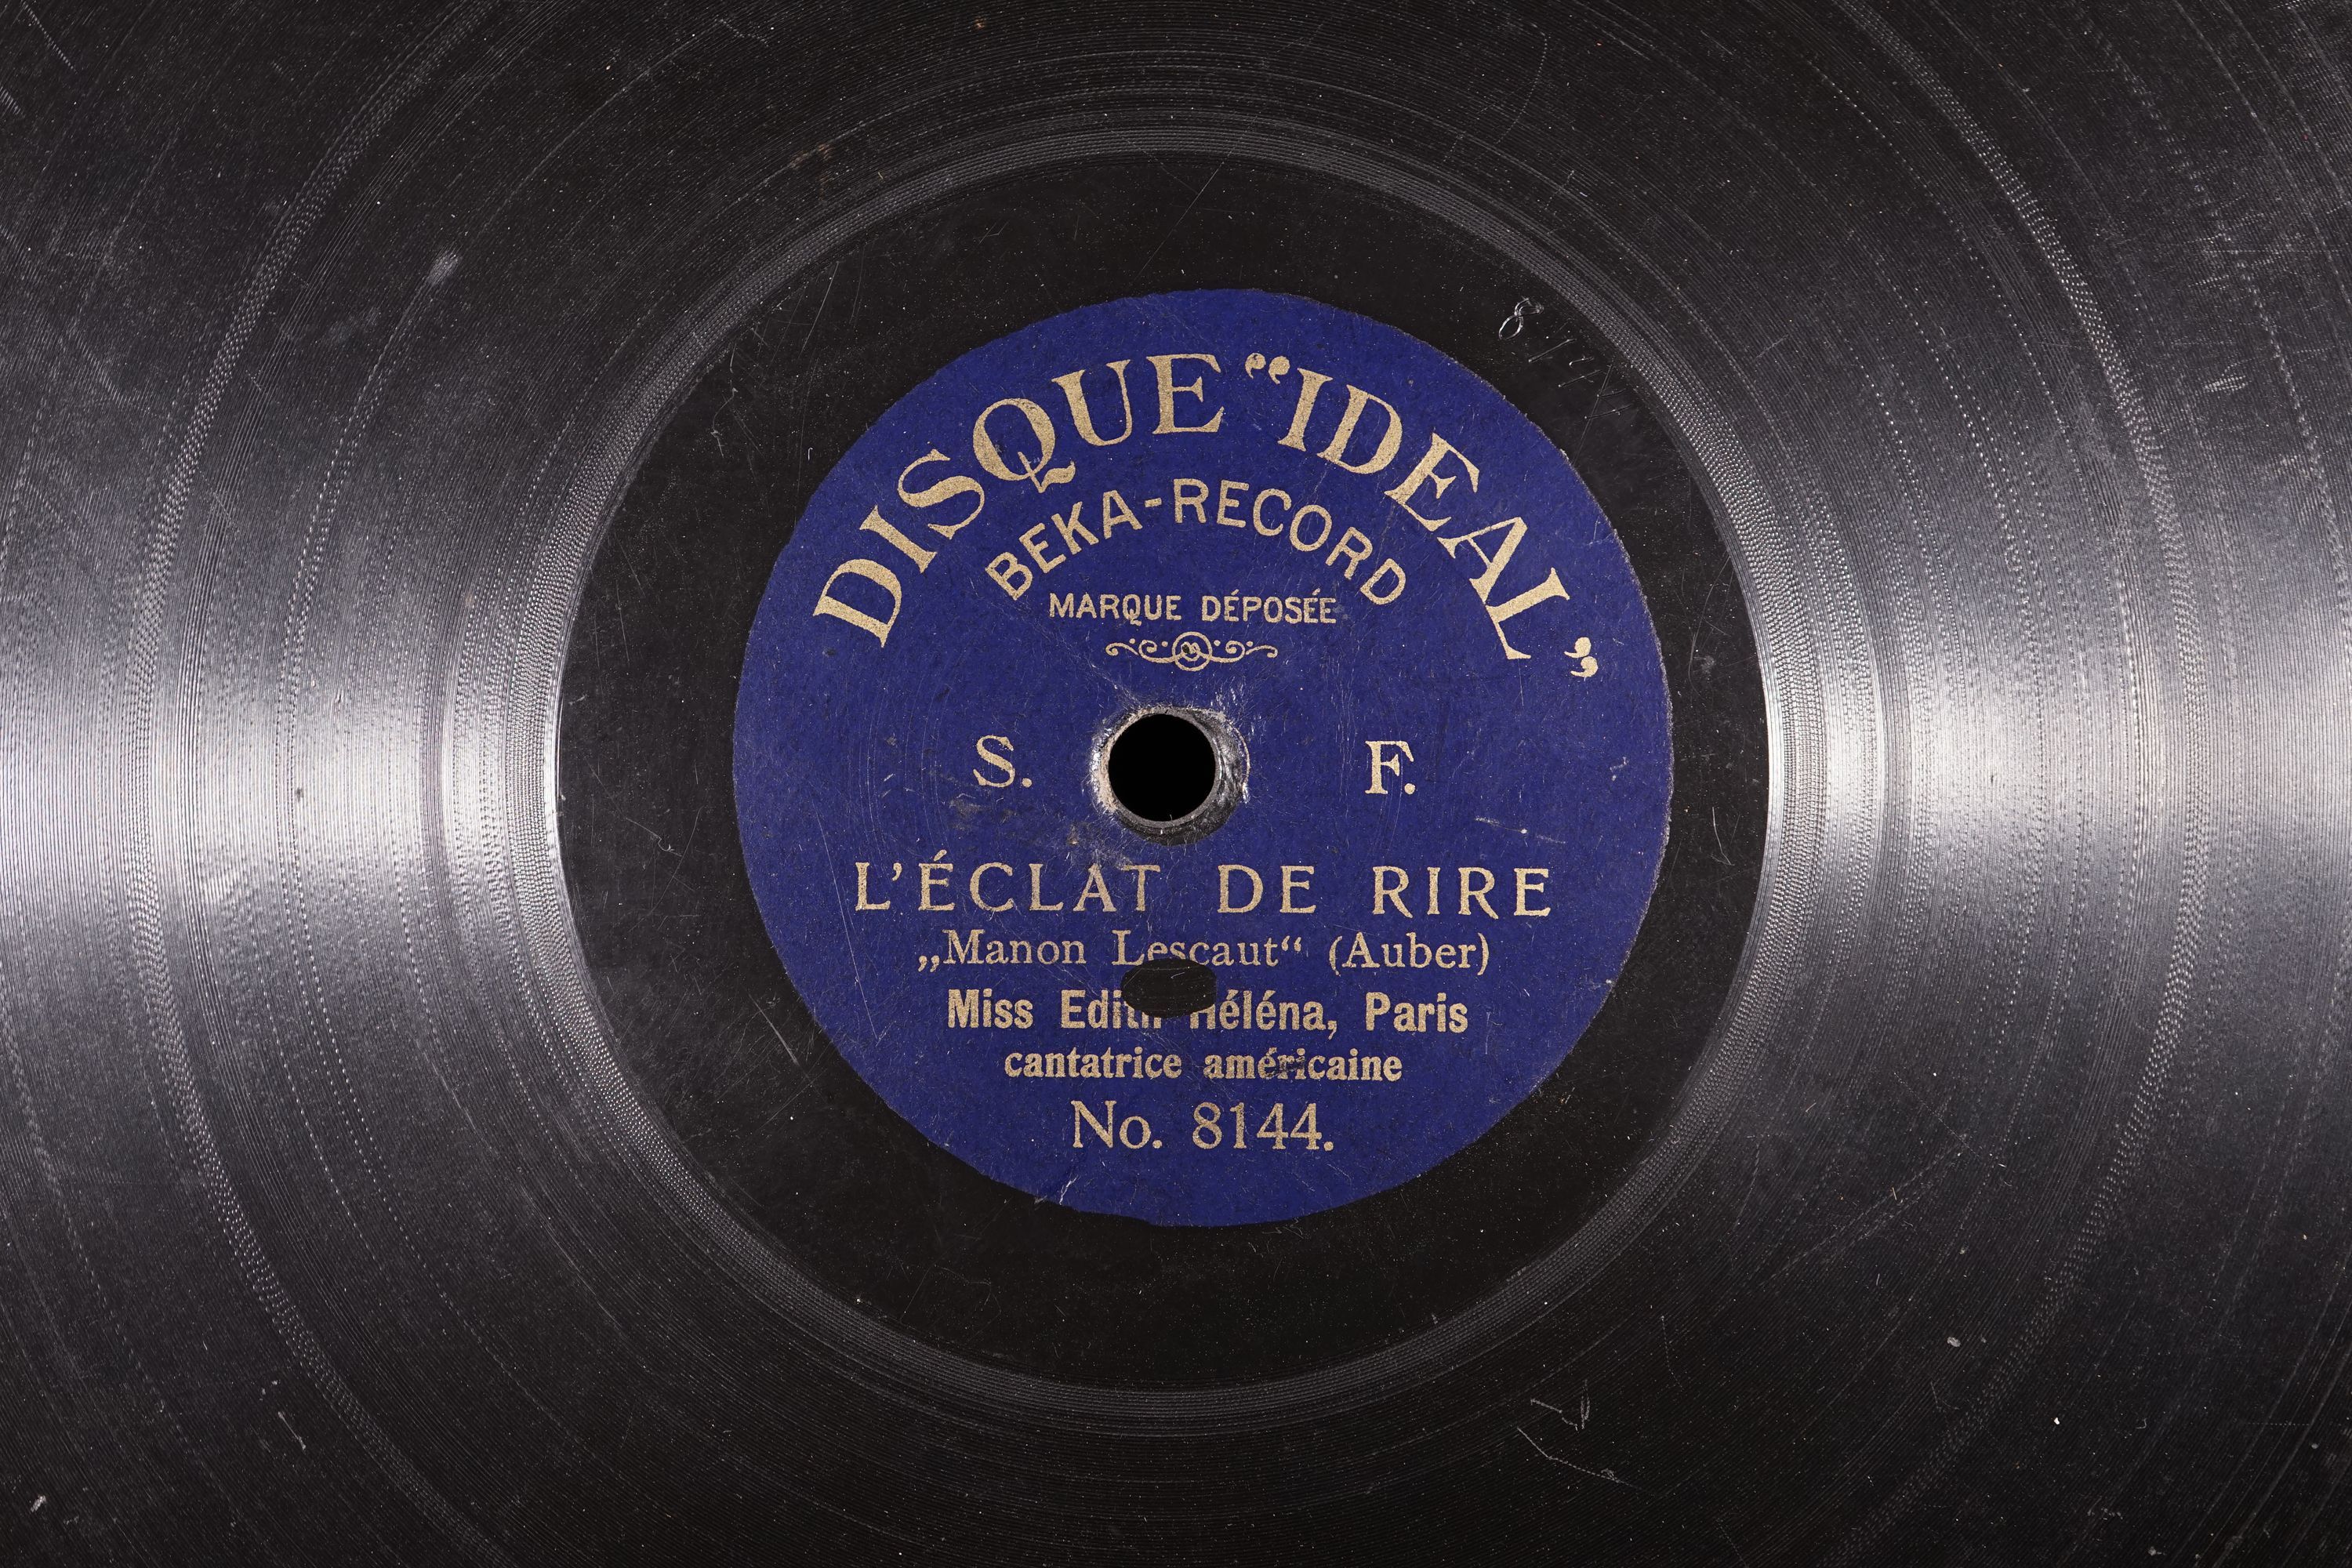 DISQUE “IDEAL”
BEKA-RECORD
MARQUE DÉPOSÉE
S. F.
L'ÉCLAT DE RIRE
„Manon Lescaut“ (Auber)
Miss Edith Héléna, Paris
cantatrice américaine
No. 8144.